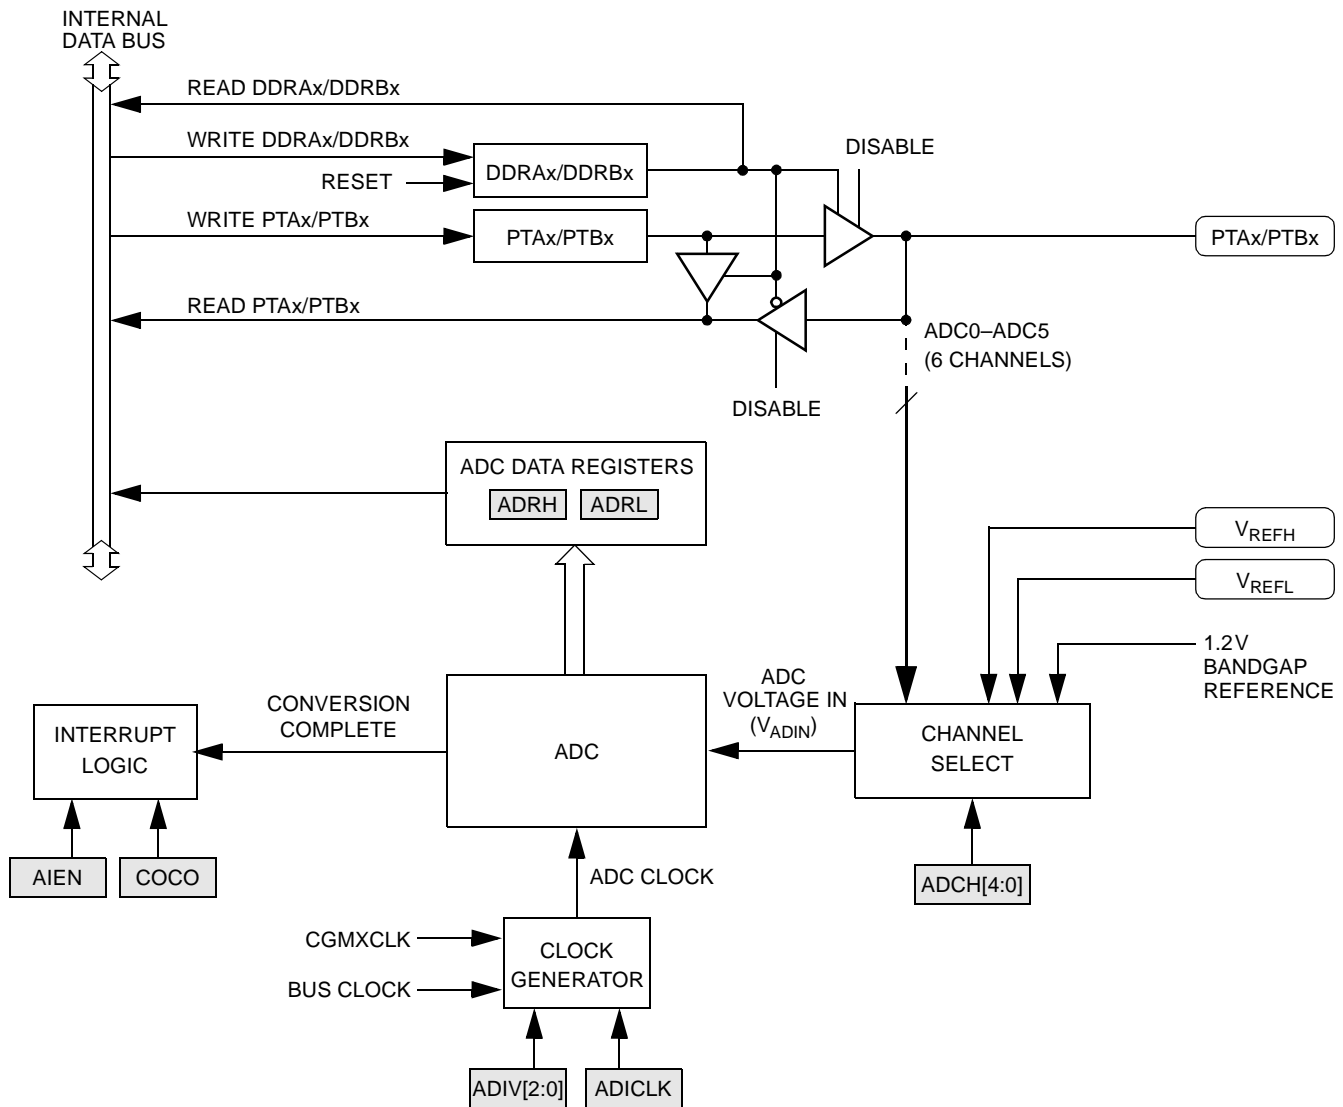 INTERNAL
DATA BUS
READ DDRAx/DDRBx
WRITE DDRAx/DDRBx
DISABLE
DDRAx/DDRBx
RESET
WRITE PTAx/PTBx
PTAx/PTBx
PTAx/PTBx
READ PTAx/PTBx
ADC0–ADC5
(6 CHANNELS)
DISABLE
ADC DATA REGISTERS
ADRH
ADRL
VREFH
VREFL
1.2V
BANDGAP
REFERENCE
ADC
VOLTAGE IN
(VADIN)
CONVERSION
COMPLETE
INTERRUPT
LOGIC
ADC
CHANNEL
SELECT
AIEN
COCO
ADC CLOCK
ADCH[4:0]
CGMXCLK
CLOCK
GENERATOR
BUS CLOCK
ADIV[2:0]
ADICLK